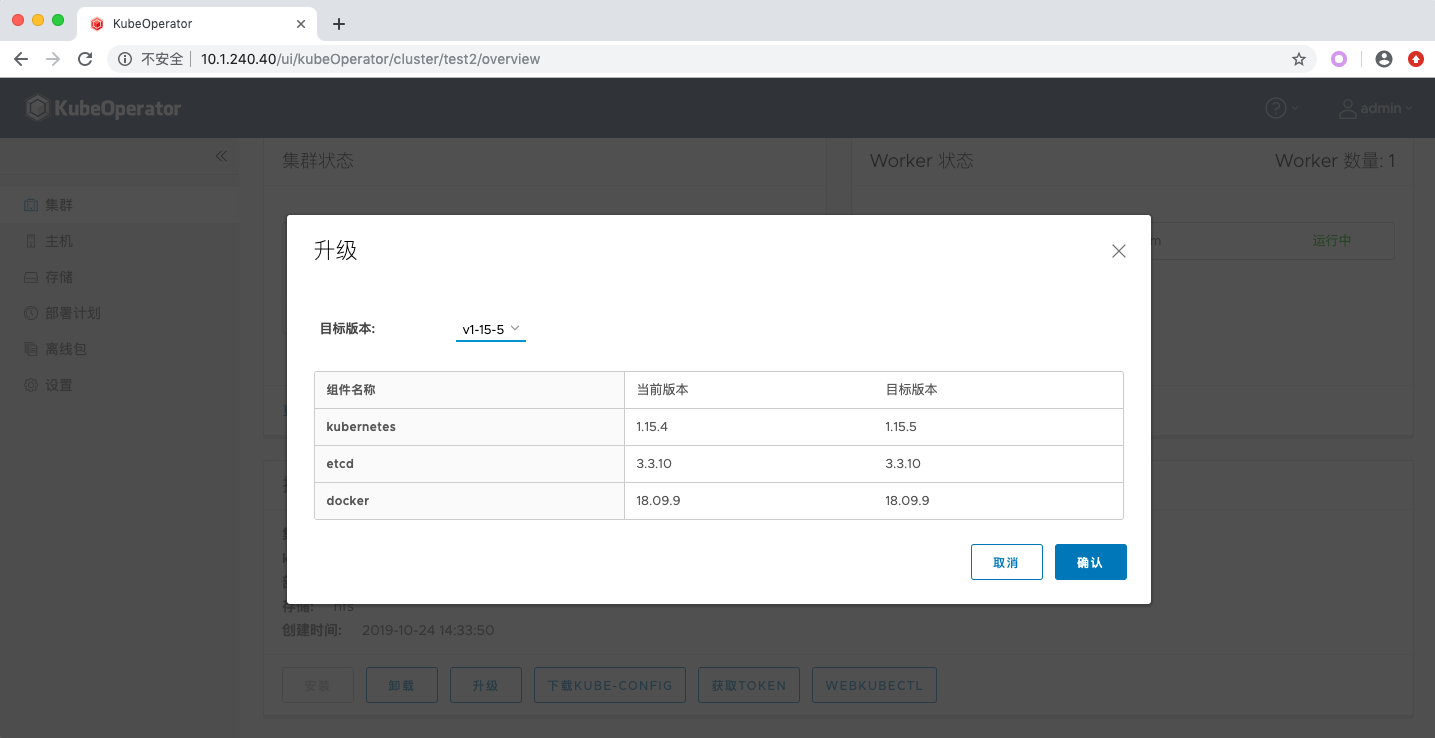 KubeOperator
不安全 10.1.240.40/ui/kubeOperator/cluster/test2/overview
KubeOperator
admin
集群状态
Worker 状态
Worker 数量: 1
集群
主机
存储
部署计划
离线包
设置
m
运行中
升级
目标版本:
v1-15-5
组件名称 当前版本 目标版本
kubernetes 1.15.4 1.15.5
etcd 3.3.10 3.3.10
docker 18.09.9 18.09.9
取消
确认
存储: nfs
创建时间: 2019-10-24 14:33:50
安装
卸载
升级
下载KUBE-CONFIG
获取TOKEN
WEBKUBECTL